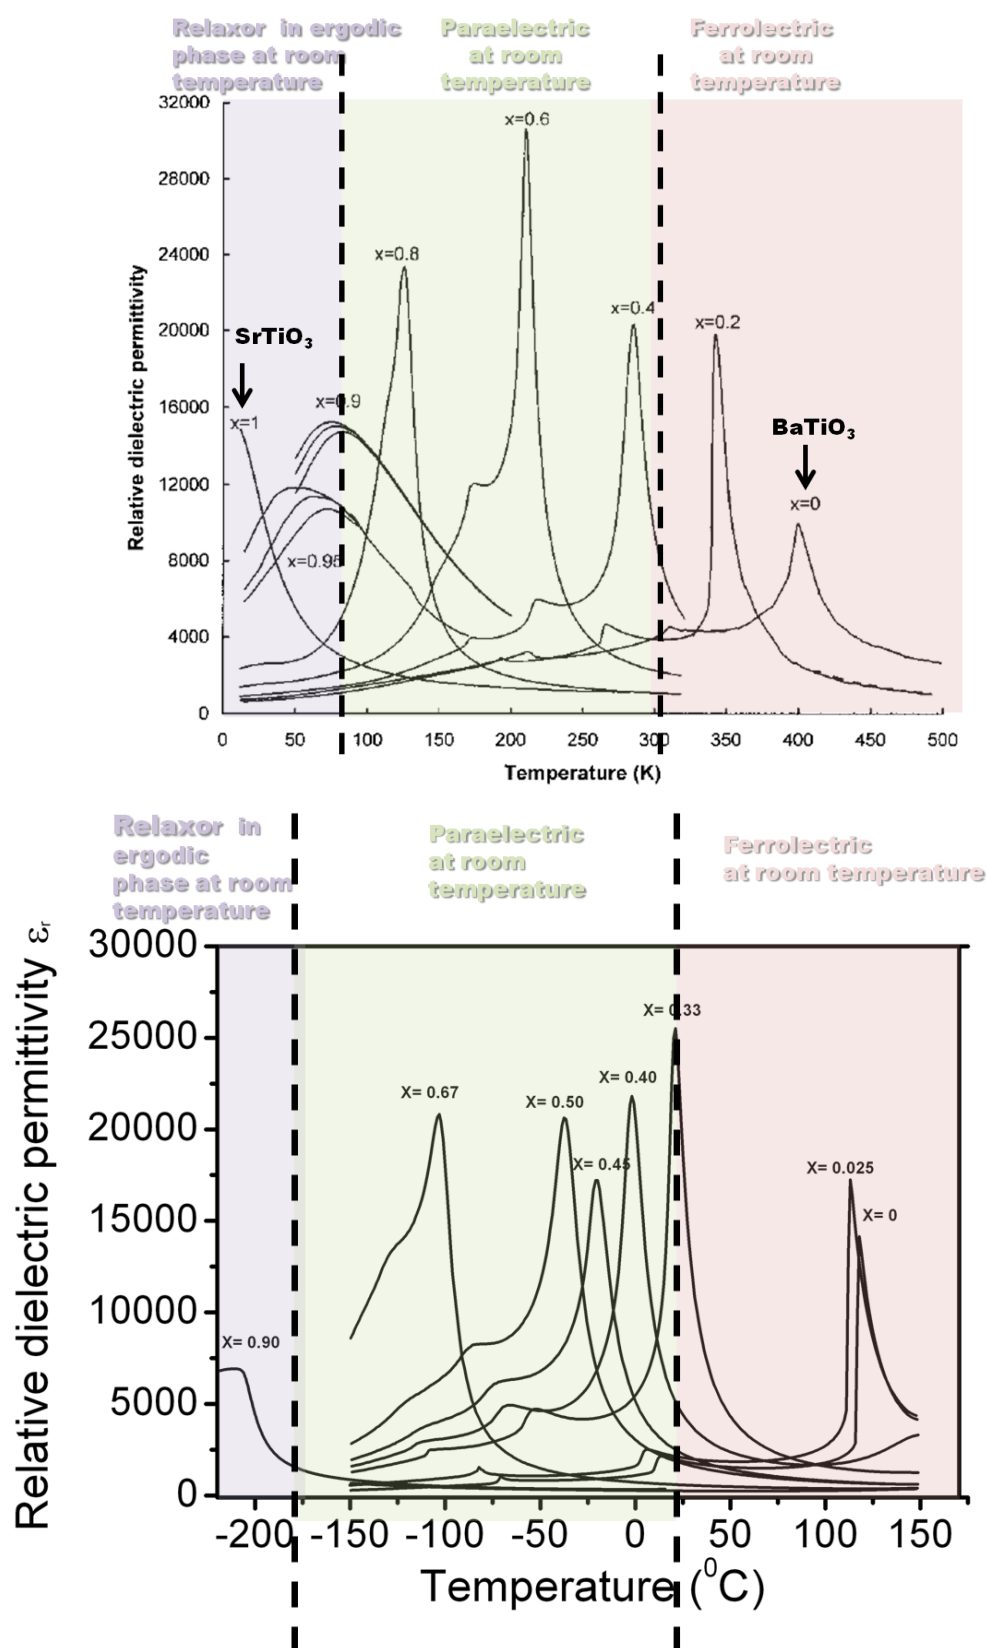 Relaxor in ergodic
phase at room
temperature
Paraelectric
at room
temperature
Ferrolectric
at room
temperature
32000
28000
24000
20000
16000
12000
8000
4000
0
Relative dielectric permittivity
x=0.6
x=0.8
x=0.4
x=0.2
SrTiO3
x=1
x=0.9
BaTiO3
x=0
x=0.95
0 50 100 150 200 250 300 350 400 450 500
Temperature (K)
Relaxor in
ergodic
phase at room
temperature
Paraelectric
at room
temperature
Ferrolectric
at room temperature
30000
25000
20000
15000
10000
5000
0
Relative dielectric permittivity εr
X= 0.33
X= 0.67
X= 0.50
X= 0.40
X= 0.45
X= 0.025
X= 0
X= 0.90
-200 -150 -100 -50 0 50 100 150
Temperature (⁰C)